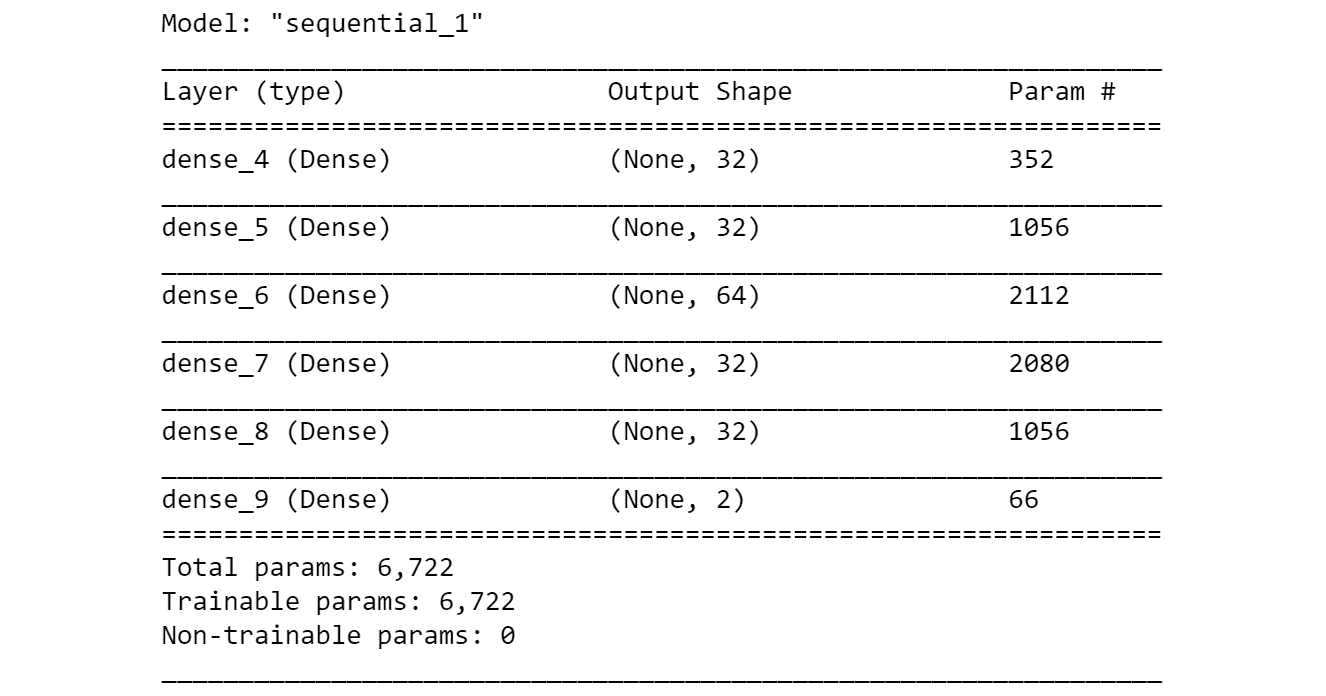 Model: "sequential_1"
Layer (type) Output Shape Param #
=================================================================
dense_4 (Dense) (None, 32) 352
dense_5 (Dense) (None, 32) 1056
dense_6 (Dense) (None, 64) 2112
dense_7 (Dense) (None, 32) 2080
dense_8 (Dense) (None, 32) 1056
dense_9 (Dense) (None, 2) 66
=================================================================
Total params: 6,722
Trainable params: 6,722
Non-trainable params: 0